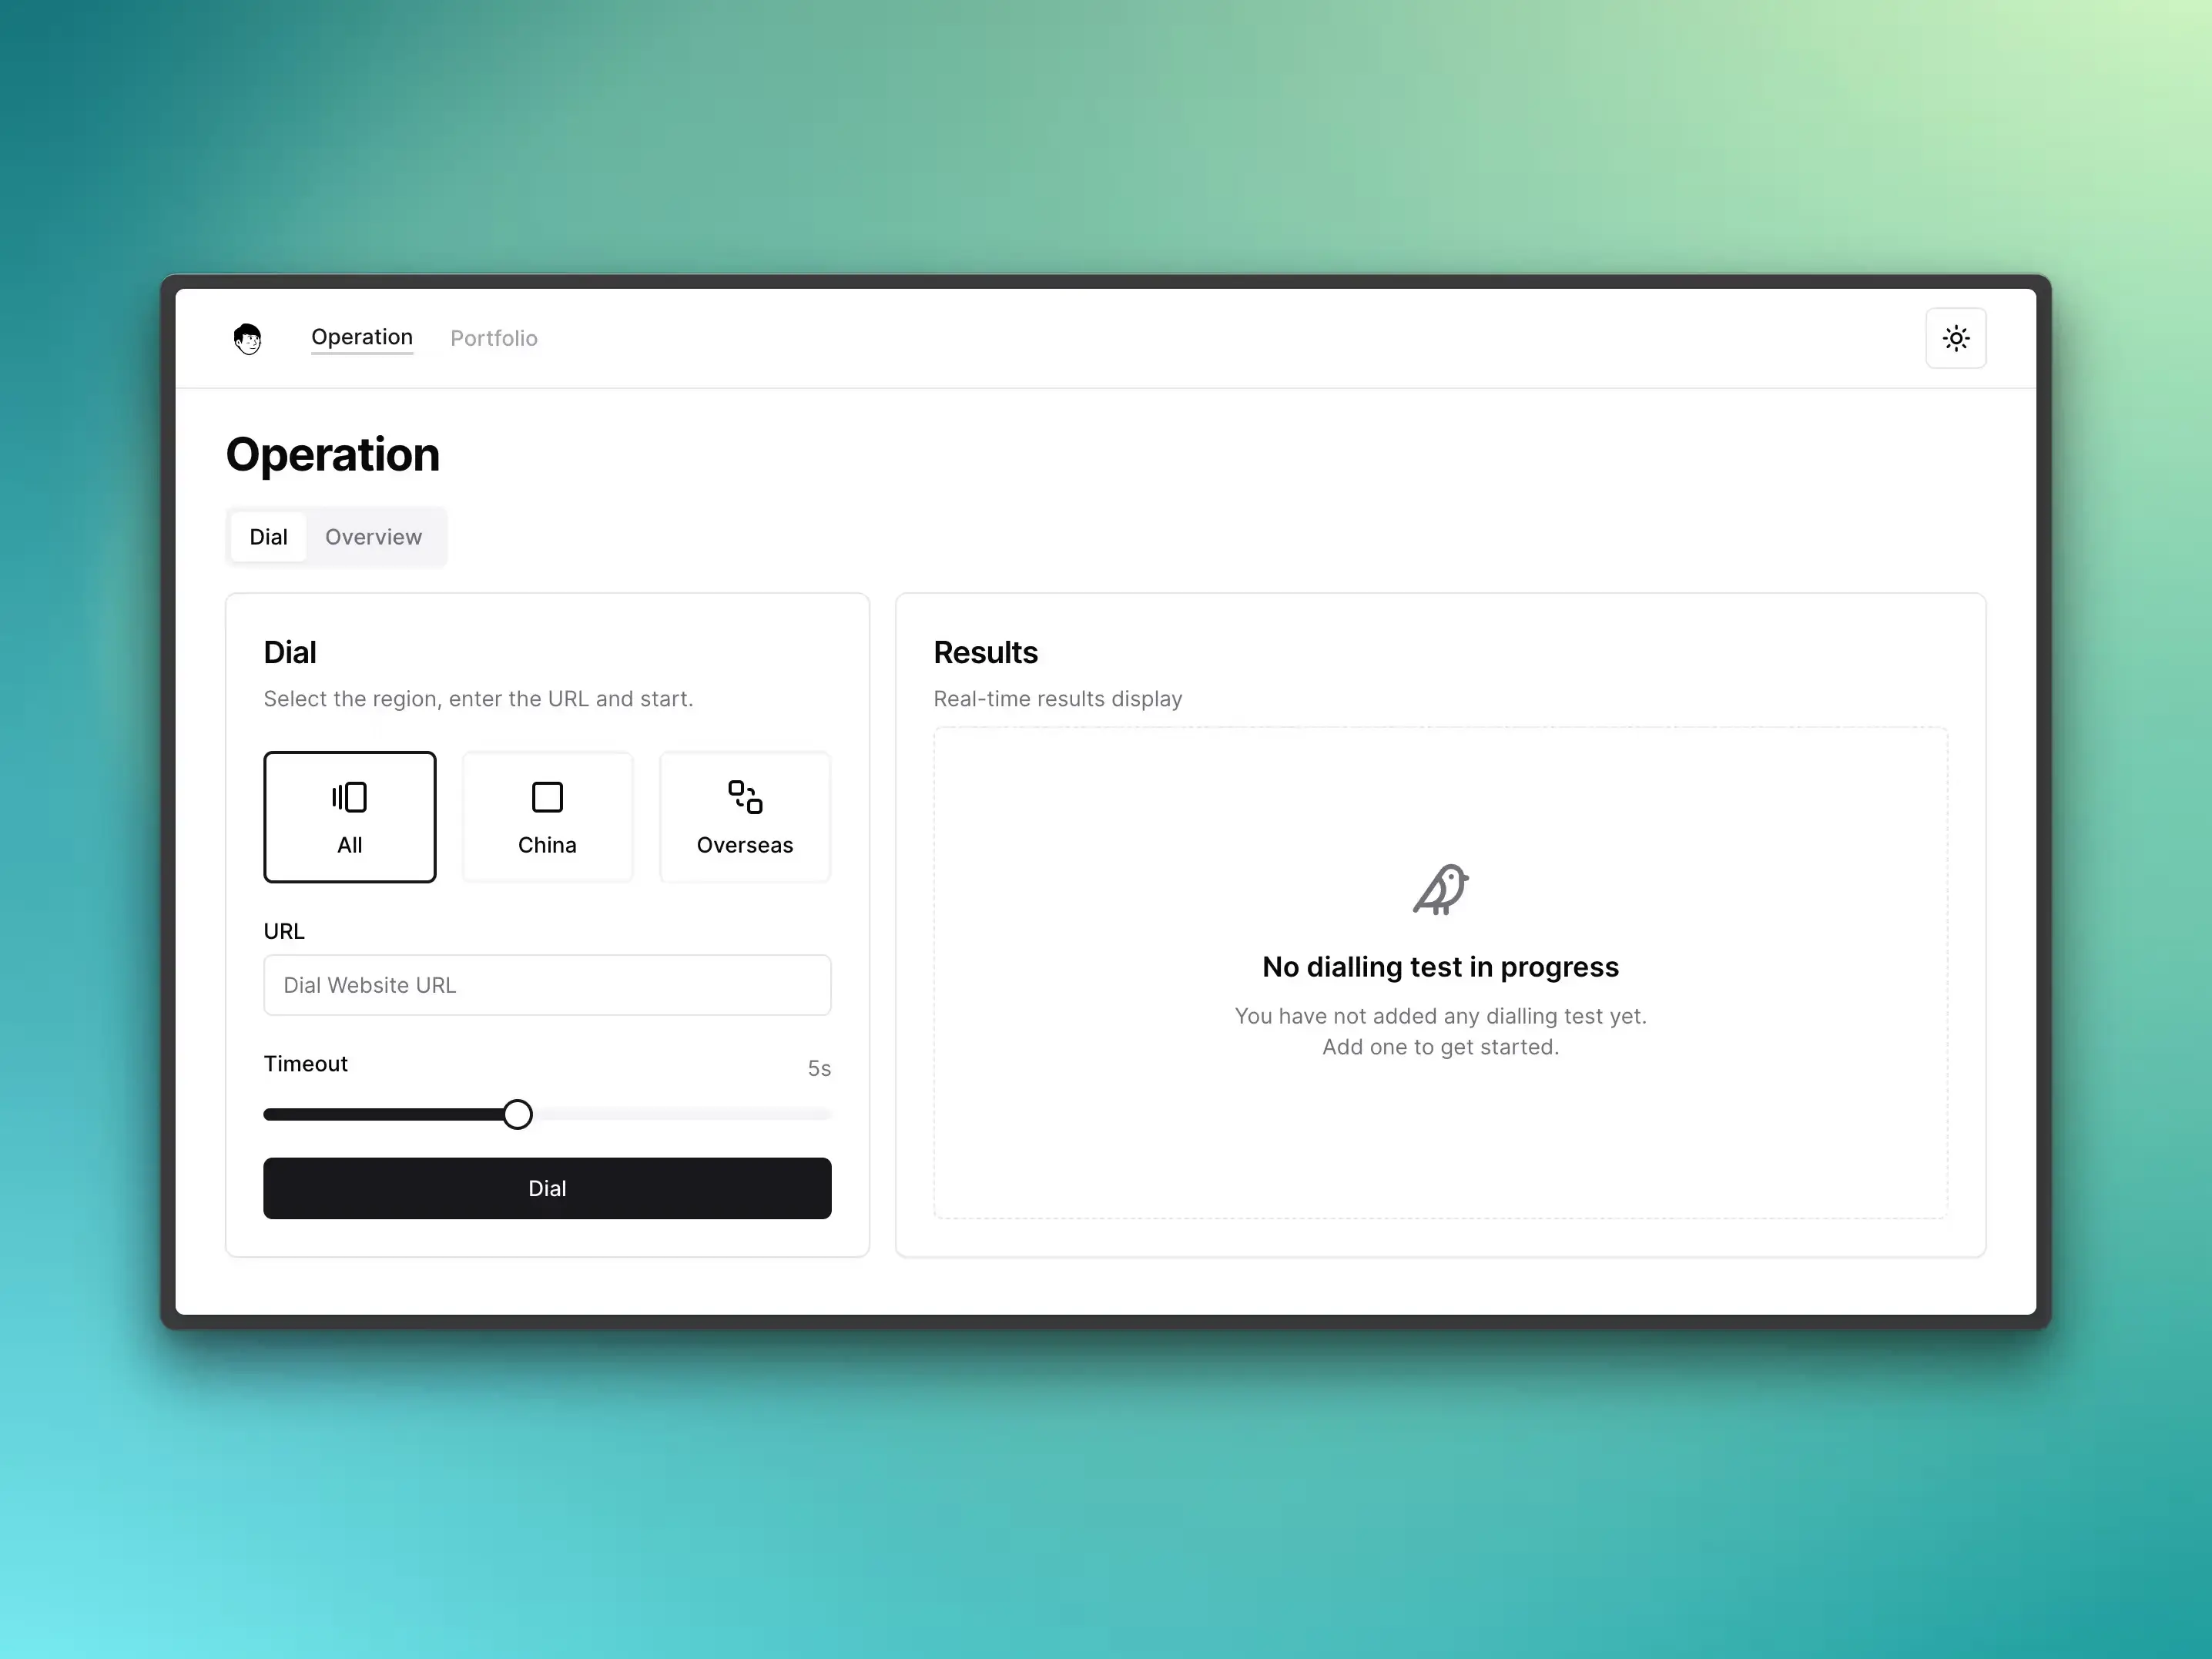 Operation
Portfolio
Operation
Dial
Overview
Dial
Select the region, enter the URL and start.
All
China
Overseas
URL
Dial Website URL
Timeout
5s
Dial
Results
Real-time results display
No dialling test in progress
You have not added any dialling test yet.
Add one to get started.